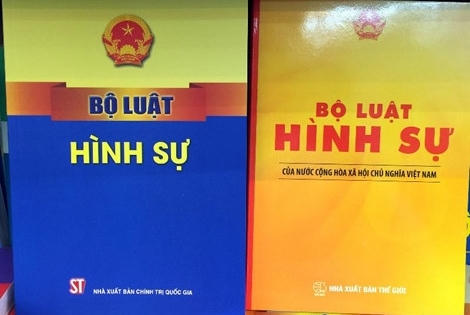 BỘ LUẬT
HÌNH SỰ
ST
NHÀ XUẤT BẢN CHÍNH TRỊ QUỐC GIA
BỘ LUẬT
HÌNH SỰ
CỦA NƯỚC CỘNG HÒA XÃ HỘI CHỦ NGHĨA VIỆT NAM
NHÀ XUẤT BẢN THẾ GIỚI